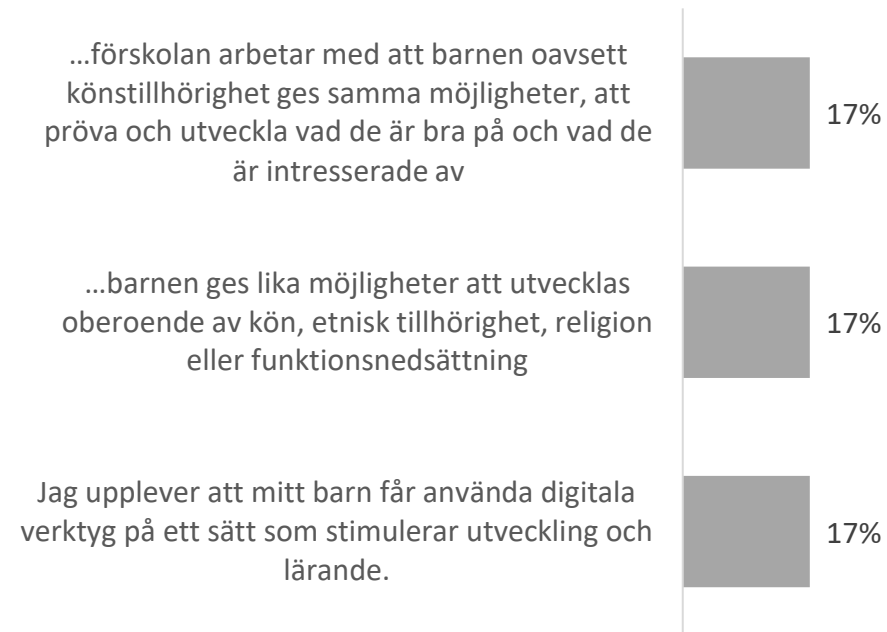 …förskolan arbetar med att barnen oavsett
könstillhörighet ges samma möjligheter, att
pröva och utveckla vad de är bra på och vad de
är intresserade av
17%
…barnen ges lika möjligheter att utvecklas
oberoende av kön, etnisk tillhörighet, religion
eller funktionsnedsättning
17%
Jag upplever att mitt barn får använda digitala
verktyg på ett sätt som stimulerar utveckling och
lärande.
17%